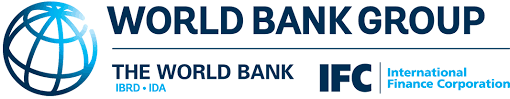 WORLD BANK GROUP
THE WORLD BANK
IBRD • IDA
IFC
International
Finance Corporation